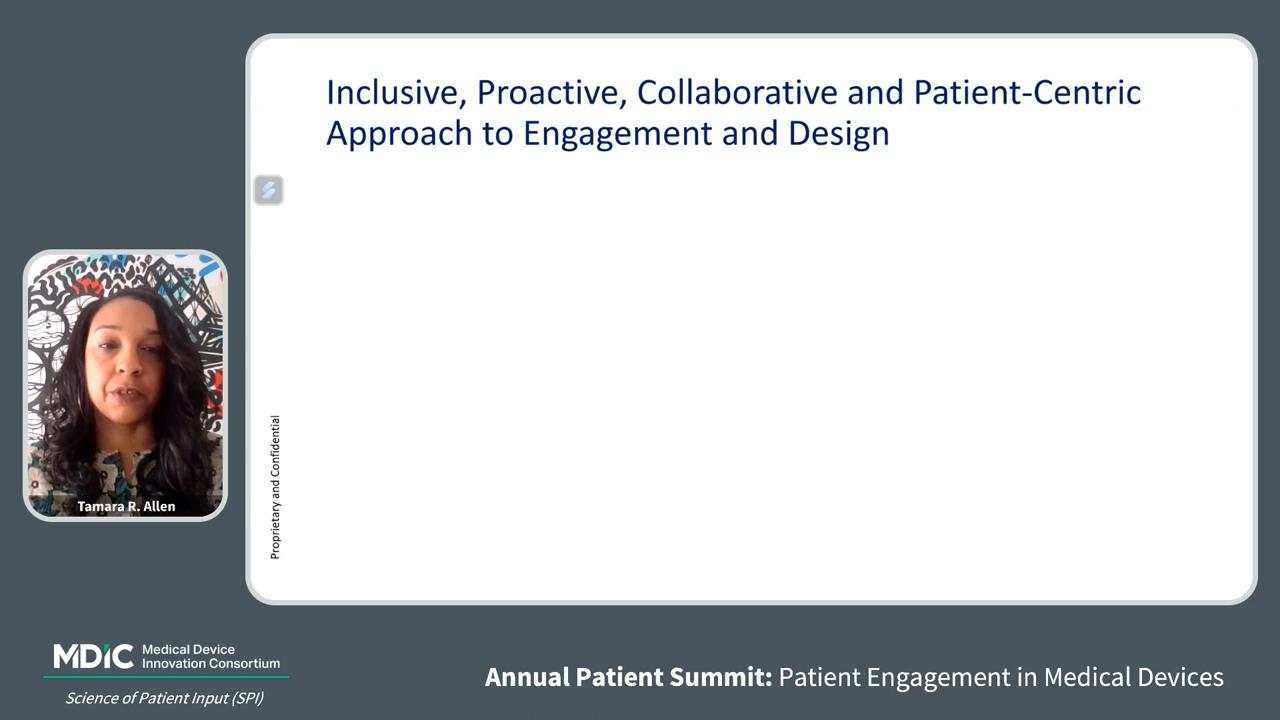 Inclusive, Proactive, Collaborative and Patient-Centric
Approach to Engagement and Design
Proprietary and Confidential
Tamara R. Allen
MDIC Medical Device
Innovation Consortium
Science of Patient Input (SPI)
Annual Patient Summit: Patient Engagement in Medical Devices